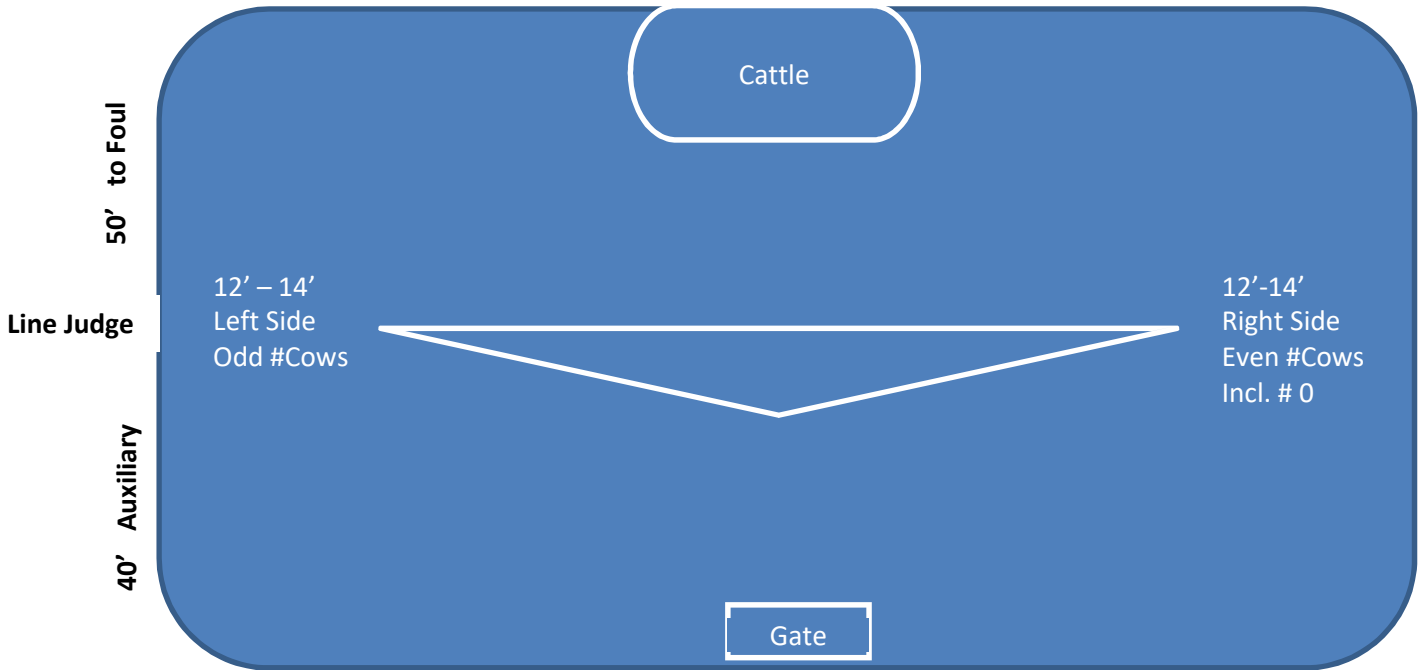 Cattle
50’ to Foul
12’ – 14’
Left Side
Odd #Cows
12’-14’
Right Side
Even #Cows
Incl. # 0
Line Judge
40’ Auxiliary
Gate